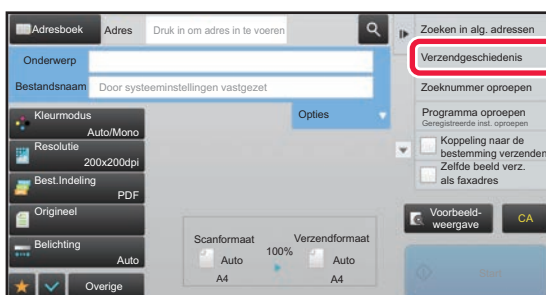 Adresboek
Adres
Druk in om adres in te voeren
Onderwerp
Bestandsnaam
Door systeeminstellingen vastgezet
Opties
Kleurmodus
Auto/Mono
Resolutie
200x200dpi
Best.Indeling
PDF
Origineel
Belichting
Auto
Overige
Scanformaat
Auto
A4
100%
Verzendformaat
Auto
A4
Zoeken in alg. adressen
Verzendgeschiedenis
Zoeknummer oproepen
Programma oproepen
Geregistreerde inst. oproepen
Koppeling naar de
bestemming verzenden
Zelfde beeld verz.
als faxadres
Voorbeeld-
weergave
CA
Start